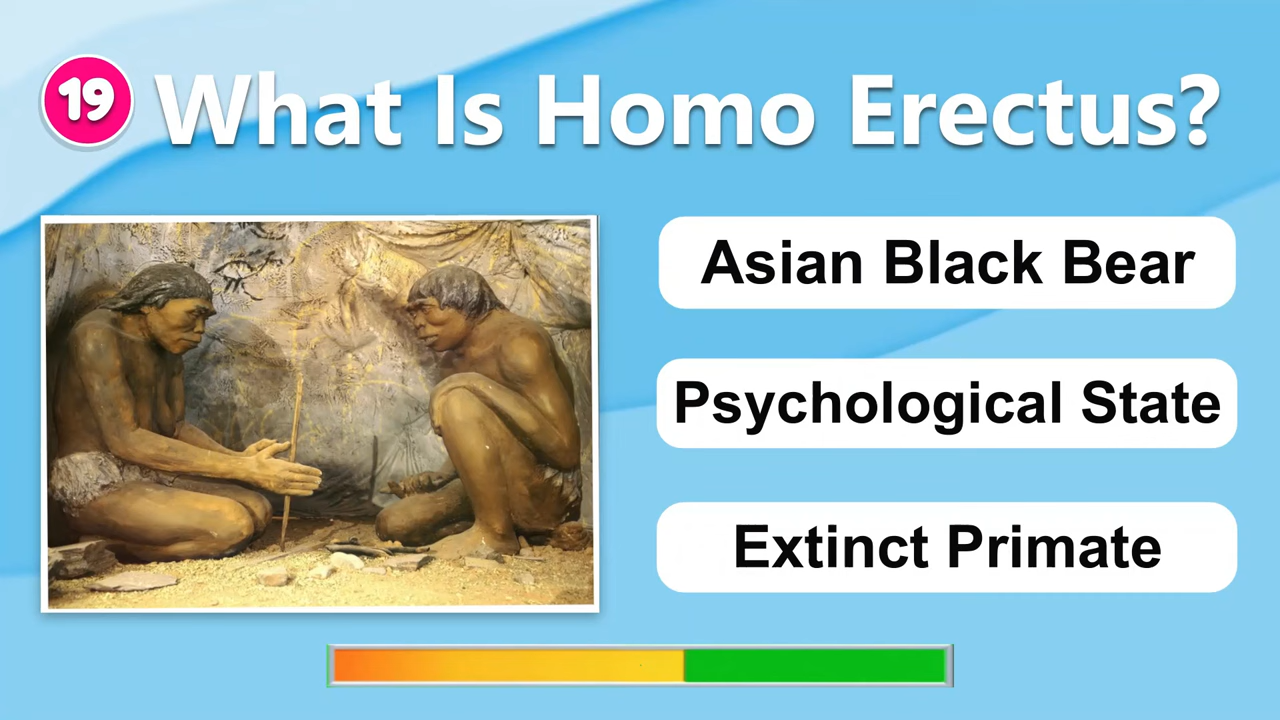 19 What Is Homo Erectus?
Asian Black Bear
Psychological State
Extinct Primate